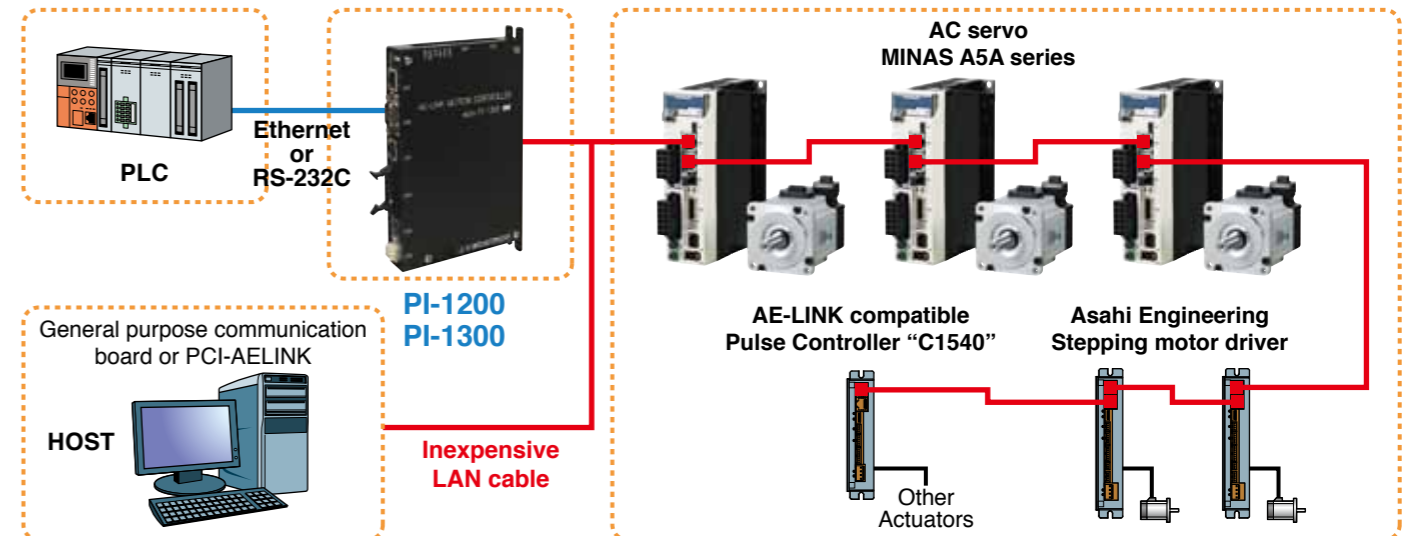 AC servo
MINAS A5A series
PLC
Ethernet
or
RS-232C
PI-1200
PI-1300
General purpose communication
board or PCI-AELINK
HOST
Inexpensive
LAN cable
AE-LINK compatible
Pulse Controller “C1540”
Asahi Engineering
Stepping motor driver
Other
Actuators